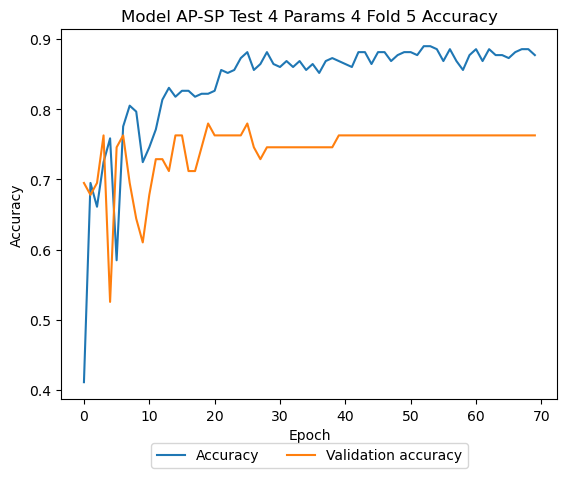 Model AP-SP Test 4 Params 4 Fold 5 Accuracy
0.9
0.8
0.7
0.6
0.5
0.4
Accuracy
0 10 20 30 40 50 60 70
Epoch
Accuracy Validation accuracy